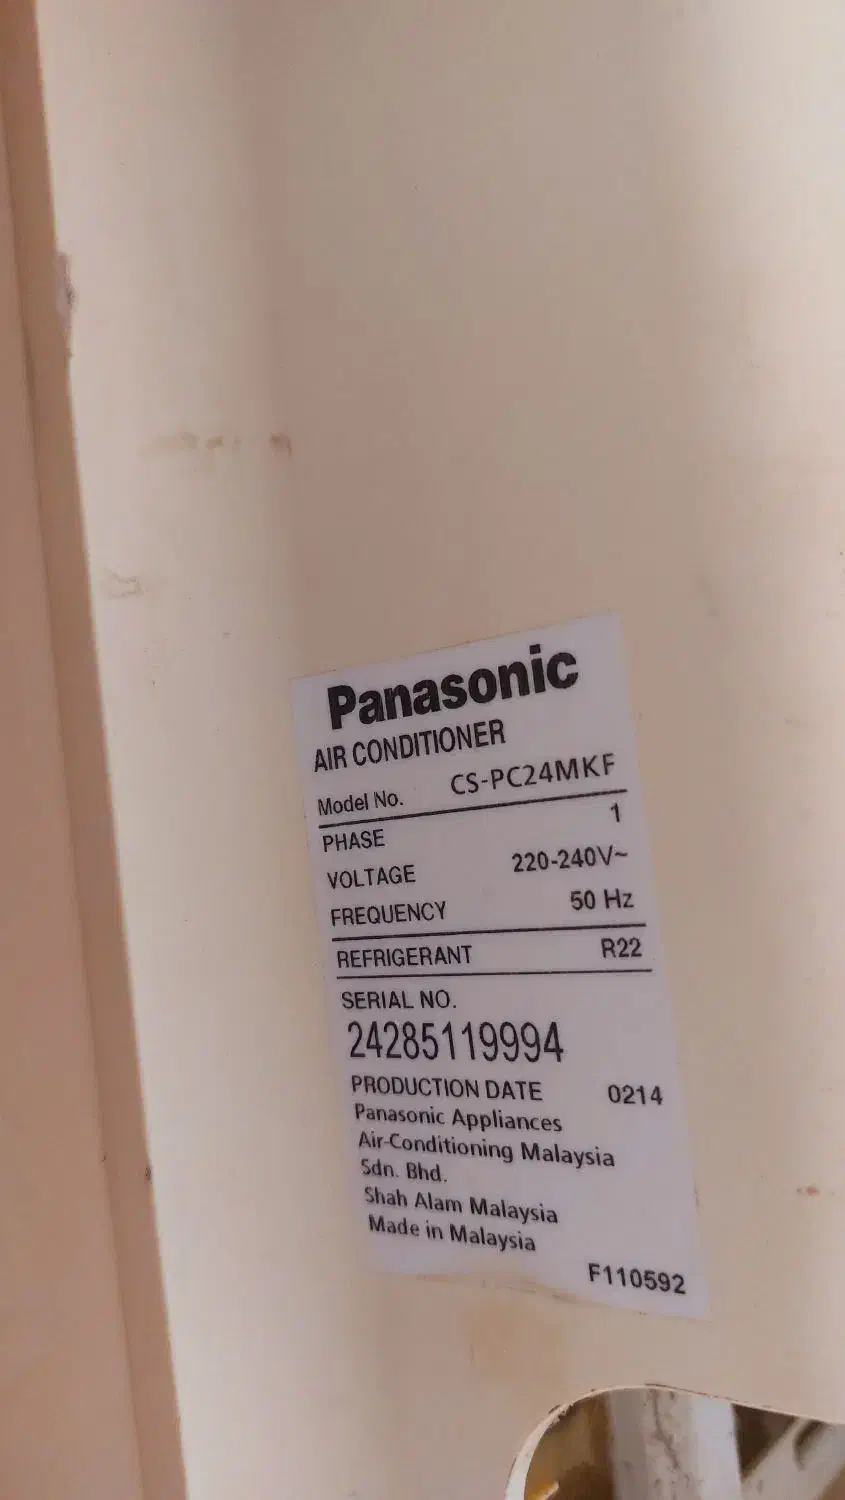 Panasonic
AIR CONDITIONER
Model No. CS-PC24MKF
PHASE 1
VOLTAGE 220-240V~
FREQUENCY 50 Hz
REFRIGERANT R22
SERIAL NO.
24285119994
PRODUCTION DATE 0214
Panasonic Appliances
Air-Conditioning Malaysia
Sdn. Bhd.
Shah Alam Malaysia
Made in Malaysia
F110592